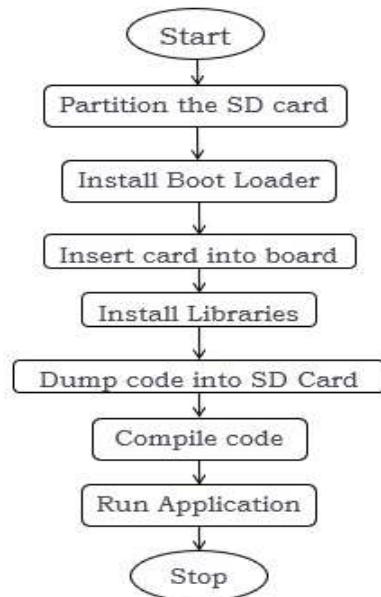 Start
Partition the SD card
Install Boot Loader
Insert card into board
Install Libraries
Dump code into SD Card
Compile code
Run Application
Stop